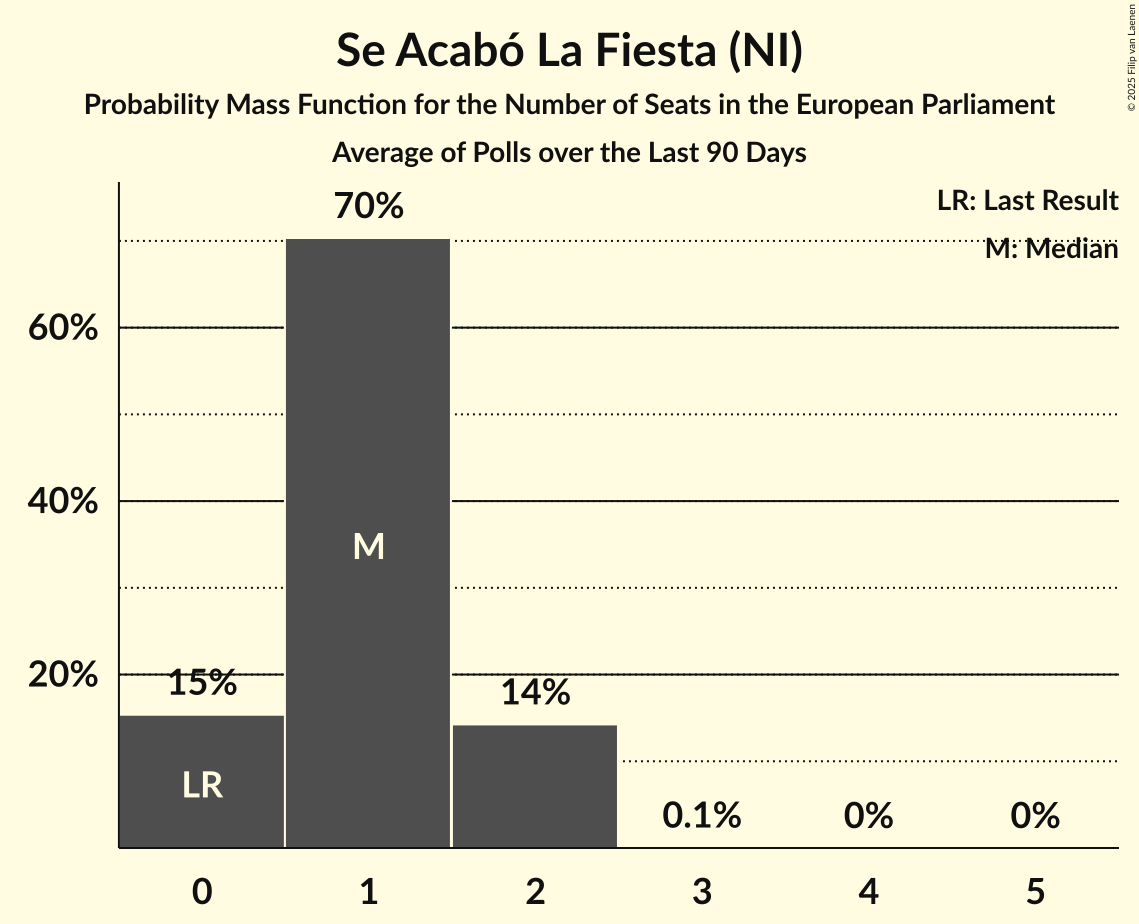 Se Acabó La Fiesta (NI)
Probability Mass Function for the Number of Seats in the European Parliament
Average of Polls over the Last 90 Days
© 2025 Filip van Laenen
LR: Last Result
M: Median
70%
60%
40%
20%
15%
14%
0.1%
0%
0%
M
LR
0 1 2 3 4 5